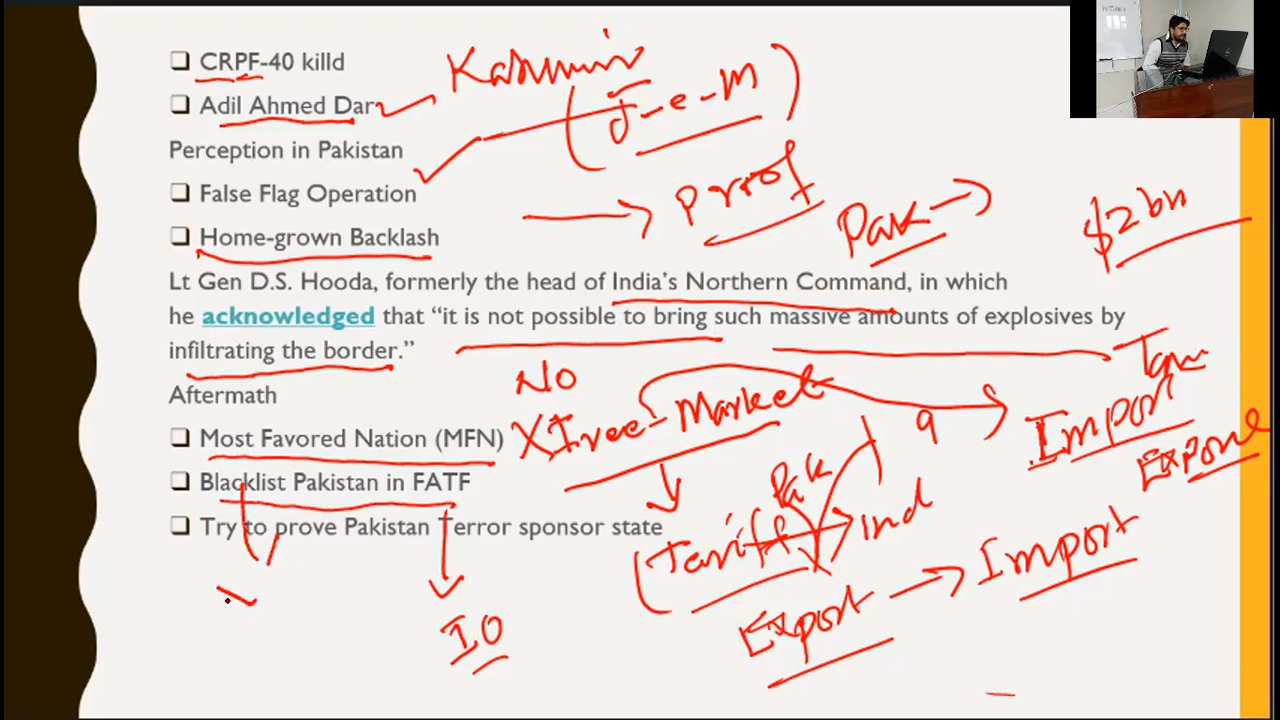 ❑ CRPF-40 killd
Kashmir
❑ Adil Ahmed Dar
(J-e-M)
Perception in Pakistan
❑ False Flag Operation
Proof
Pak
$2 bn
❑ Home-grown Backlash
Lt Gen D.S. Hooda, formerly the head of India's Northern Command, in which
he acknowledged that “it is not possible to bring such massive amounts of explosives by
infiltrating the border.”
No
Aftermath
Free-Market
Import
❑ Most Favored Nation (MFN)
❑ Blacklist Pakistan in FATF
Pak
❑ Try to prove Pakistan Terror sponsor state
Tariff
Ind
Export
Import
IO